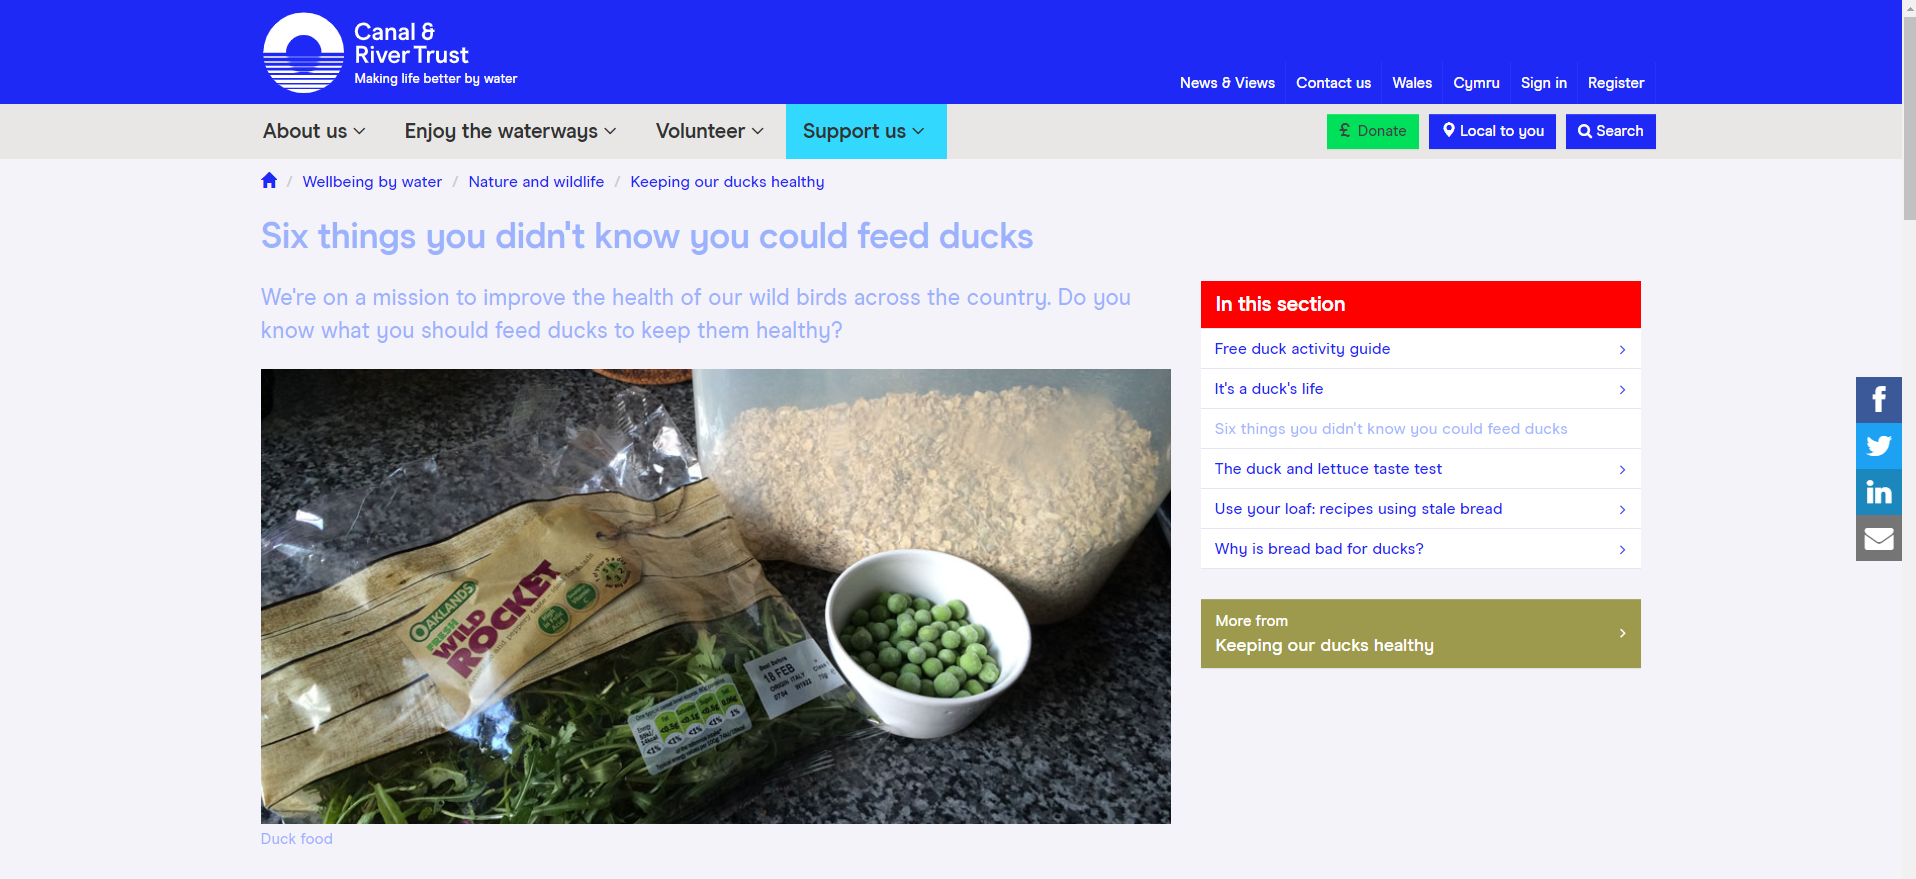 Canal &
River Trust
Making life better by water
News & Views
Contact us
Wales
Cymru
Sign in
Register
About us
Enjoy the waterways
Volunteer
Support us
£ Donate
Local to you
Search
/ Wellbeing by water / Nature and wildlife / Keeping our ducks healthy
Six things you didn't know you could feed ducks
We're on a mission to improve the health of our wild birds across the country. Do you
know what you should feed ducks to keep them healthy?
OAKLANDS
FRESH
WILD
ROCKET
Best Before
18 FEB
ORIGIN ITALY
Duck food
In this section
Free duck activity guide
It's a duck's life
Six things you didn't know you could feed ducks
The duck and lettuce taste test
Use your loaf: recipes using stale bread
Why is bread bad for ducks?
More from
Keeping our ducks healthy
f
in